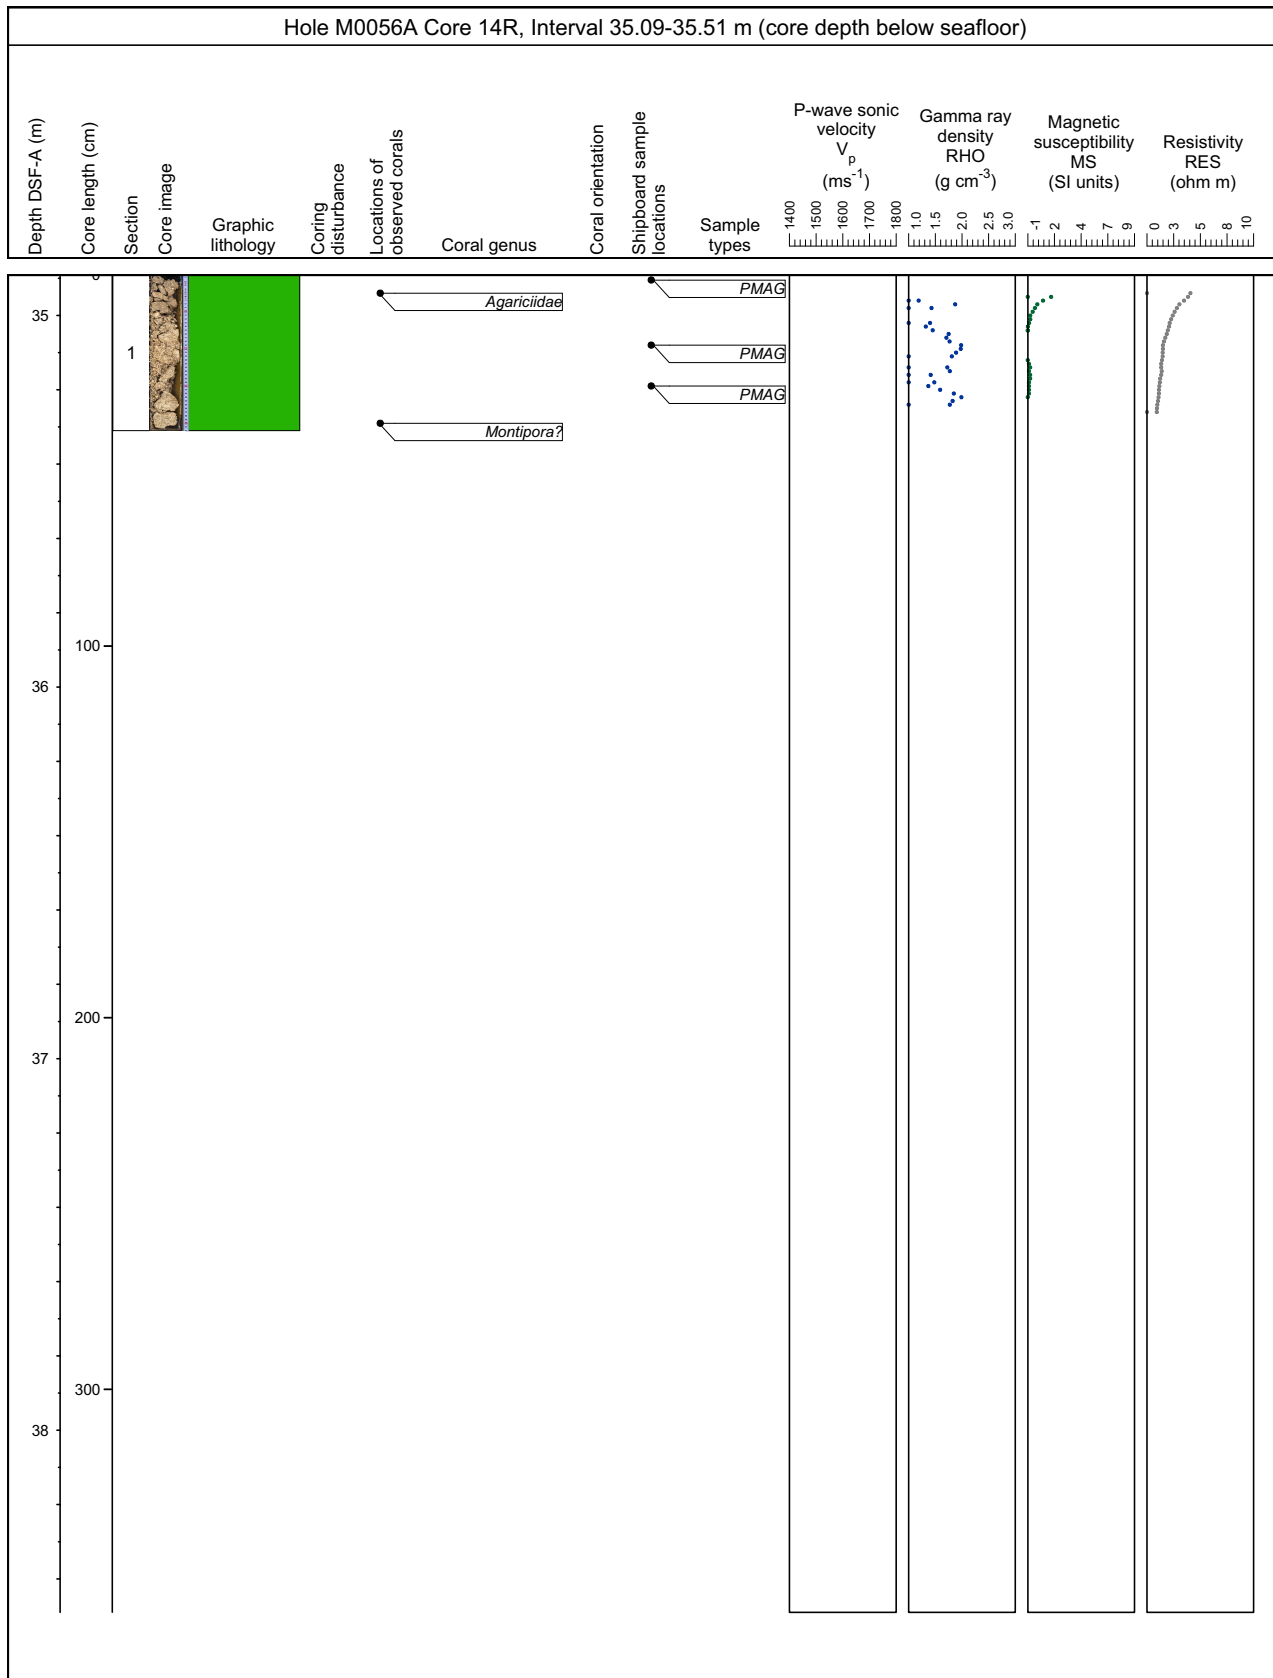 Hole M0056A Core 14R, Interval 35.09-35.51 m (core depth below seafloor)
Depth DSF-A (m)
Core length (cm)
Section
Core image
Graphic
lithology
Coring
disturbance
Locations of
observed corals
Coral genus
Coral orientation
Shipboard sample
locations
Sample
types
P-wave sonic
velocity
Vp
(ms-1)
1400
1500
1600
1700
1800
Gamma ray
density
RHO
(g cm-3)
1.0
1.5
2.0
2.5
3.0
Magnetic
susceptibility
MS
(SI units)
-1
2
4
7
9
Resistivity
RES
(ohm m)
0
3
5
8
10
0
PMAG
Agariciidae
35
1
PMAG
PMAG
Montipora?
100
36
200
37
300
38